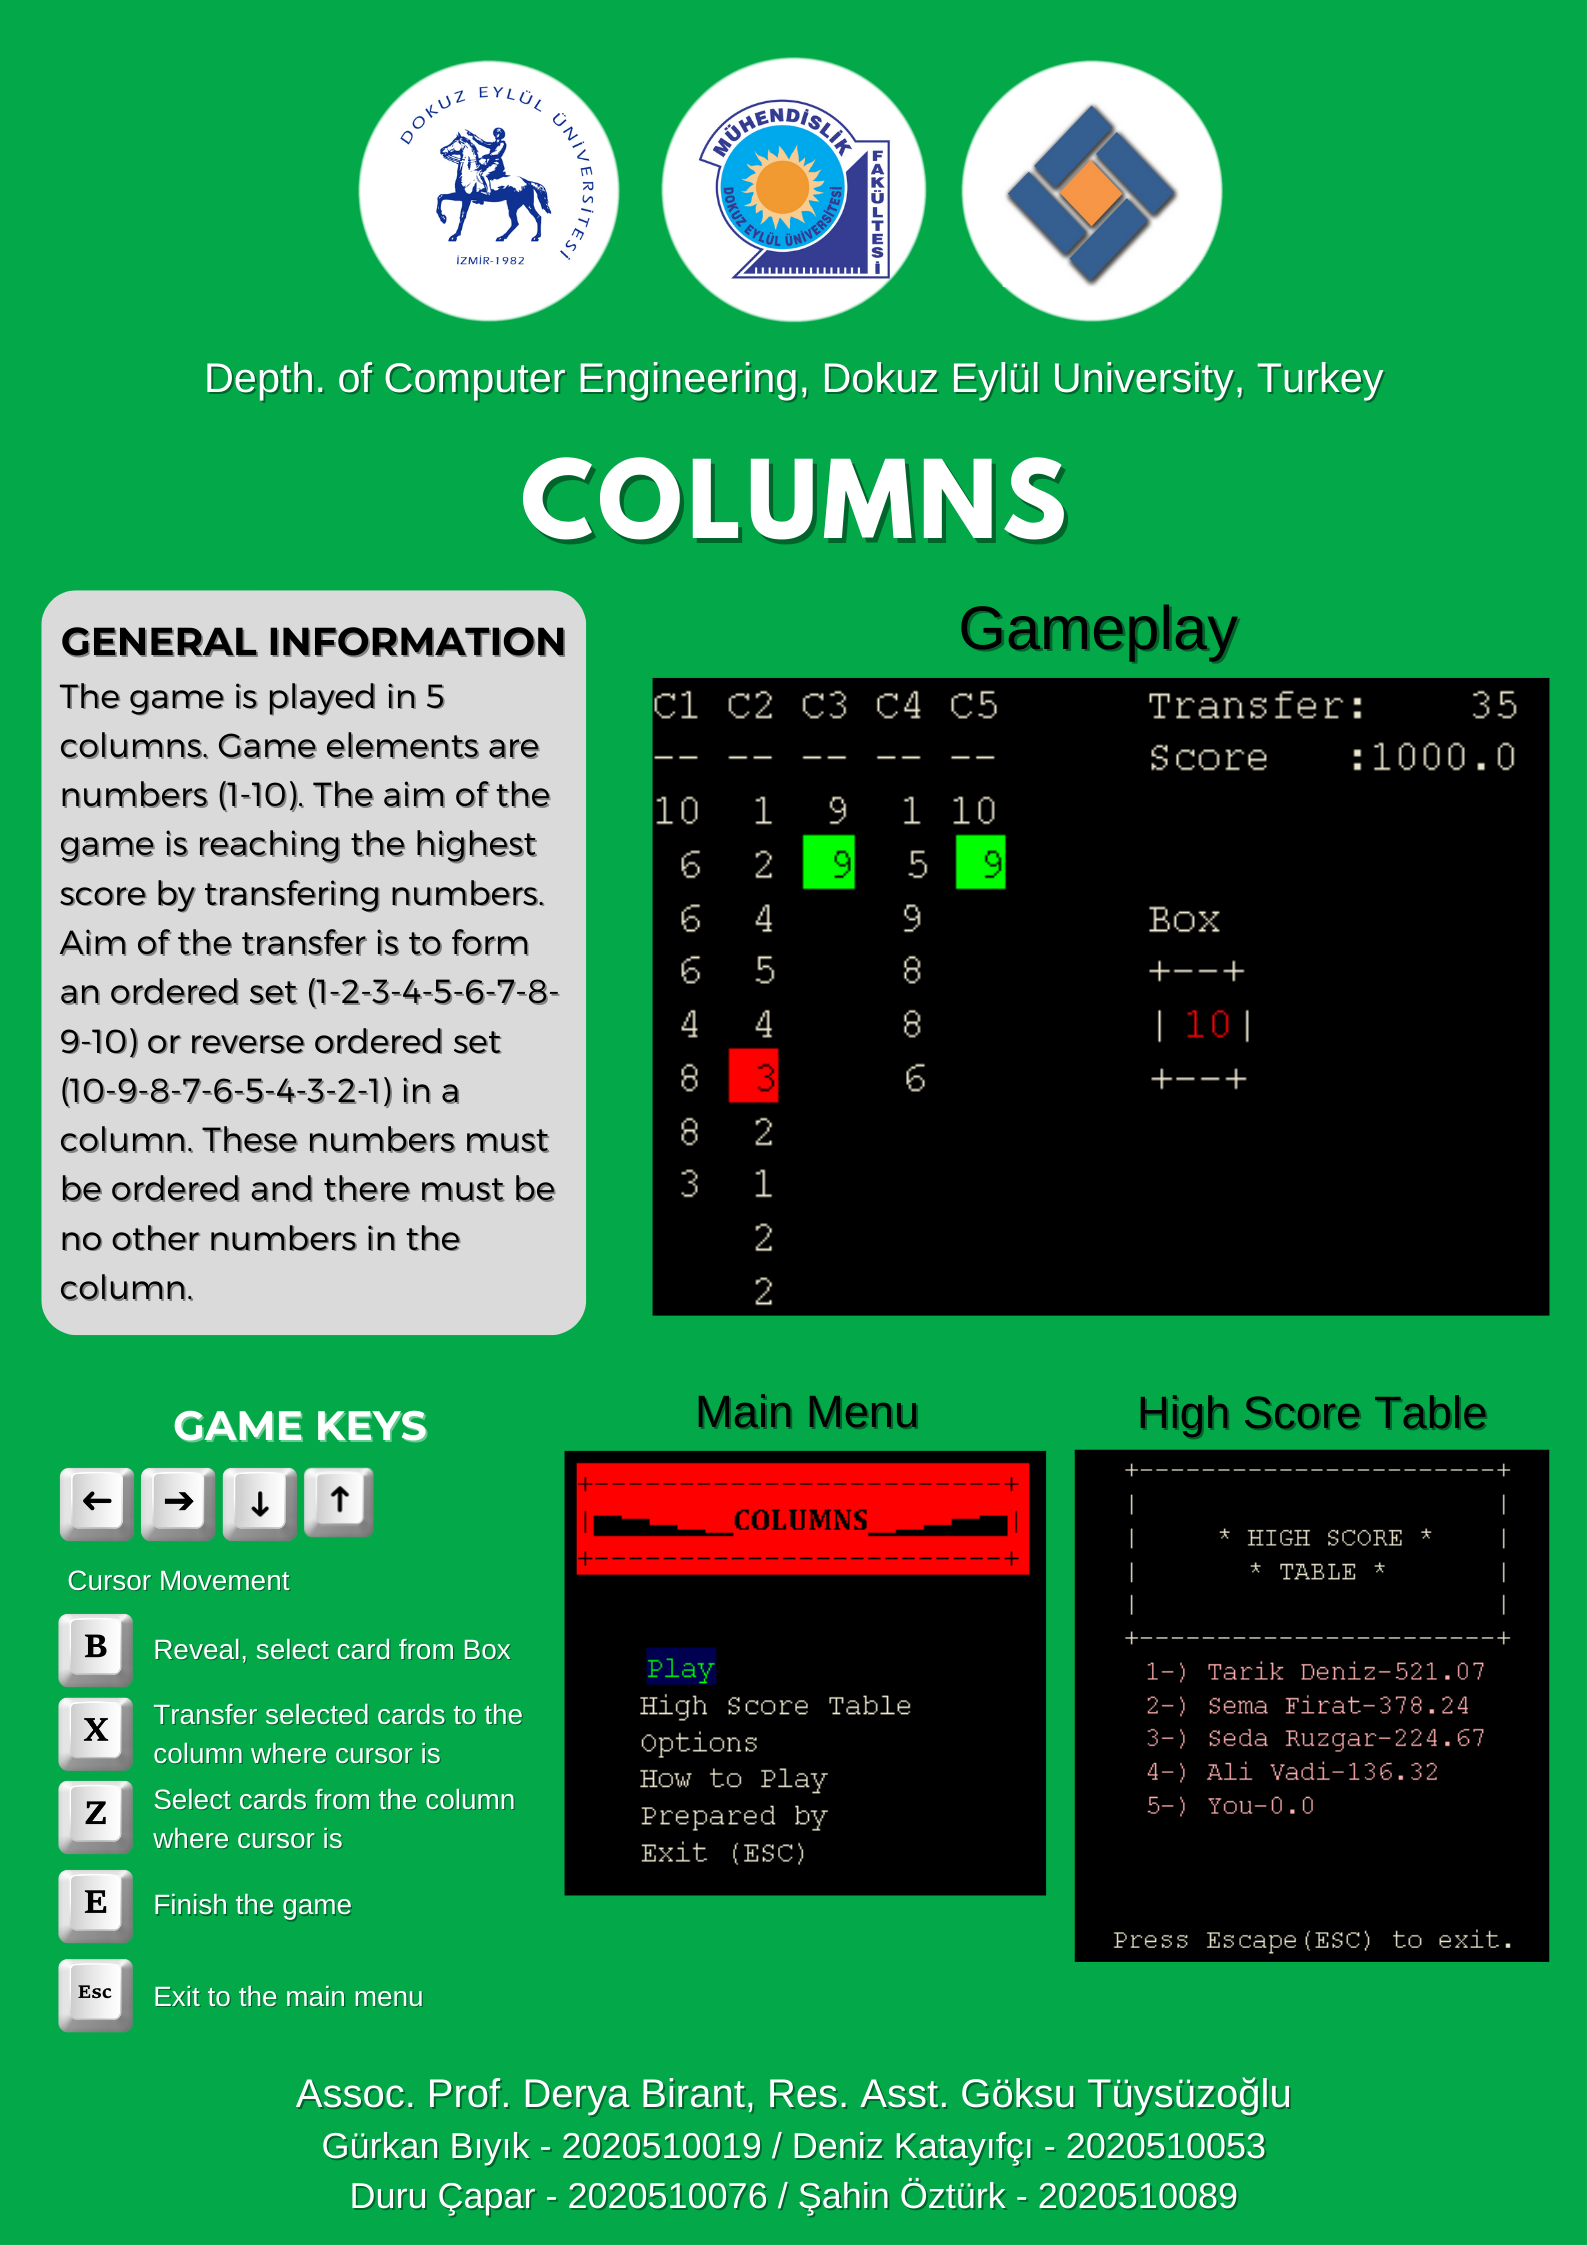 DOKUZ EYLÜL ÜNİVERSİTESİ
İZMİR-1982
MÜHENDİSLİK
FAKÜLTESİ
DOKUZ EYLÜL ÜNİVERSİTESİ
Depth. of Computer Engineering, Dokuz Eylül University, Turkey
COLUMNS
GENERAL INFORMATION
The game is played in 5
columns. Game elements are
numbers (1-10). The aim of the
game is reaching the highest
score by transfering numbers.
Aim of the transfer is to form
an ordered set (1-2-3-4-5-6-7-8-
9-10) or reverse ordered set
(10-9-8-7-6-5-4-3-2-1) in a
column. These numbers must
be ordered and there must be
no other numbers in the
column.
Gameplay
C1 C2 C3 C4 C5 Transfer: 35
-- -- -- -- -- Score :1000.0
10 1 9 1 10
6 2 9 5 9
6 4 9 Box
6 5 8 +--+
4 4 8 |10|
8 3 6 +--+
8 2
3 1
2
2
GAME KEYS
← → ↓ ↑
Cursor Movement
B Reveal, select card from Box
X Transfer selected cards to the
column where cursor is
Z Select cards from the column
where cursor is
E Finish the game
Esc Exit to the main menu
Main Menu
COLUMNS
Play
High Score Table
Options
How to Play
Prepared by
Exit (ESC)
High Score Table
* HIGH SCORE *
* TABLE *
1-) Tarik Deniz-521.07
2-) Sema Firat-378.24
3-) Seda Ruzgar-224.67
4-) Ali Vadi-136.32
5-) You-0.0
Press Escape(ESC) to exit.
Assoc. Prof. Derya Birant, Res. Asst. Göksu Tüysüzoğlu
Gürkan Bıyık - 2020510019 / Deniz Katayıfçı - 2020510053
Duru Çapar - 2020510076 / Şahin Öztürk - 2020510089